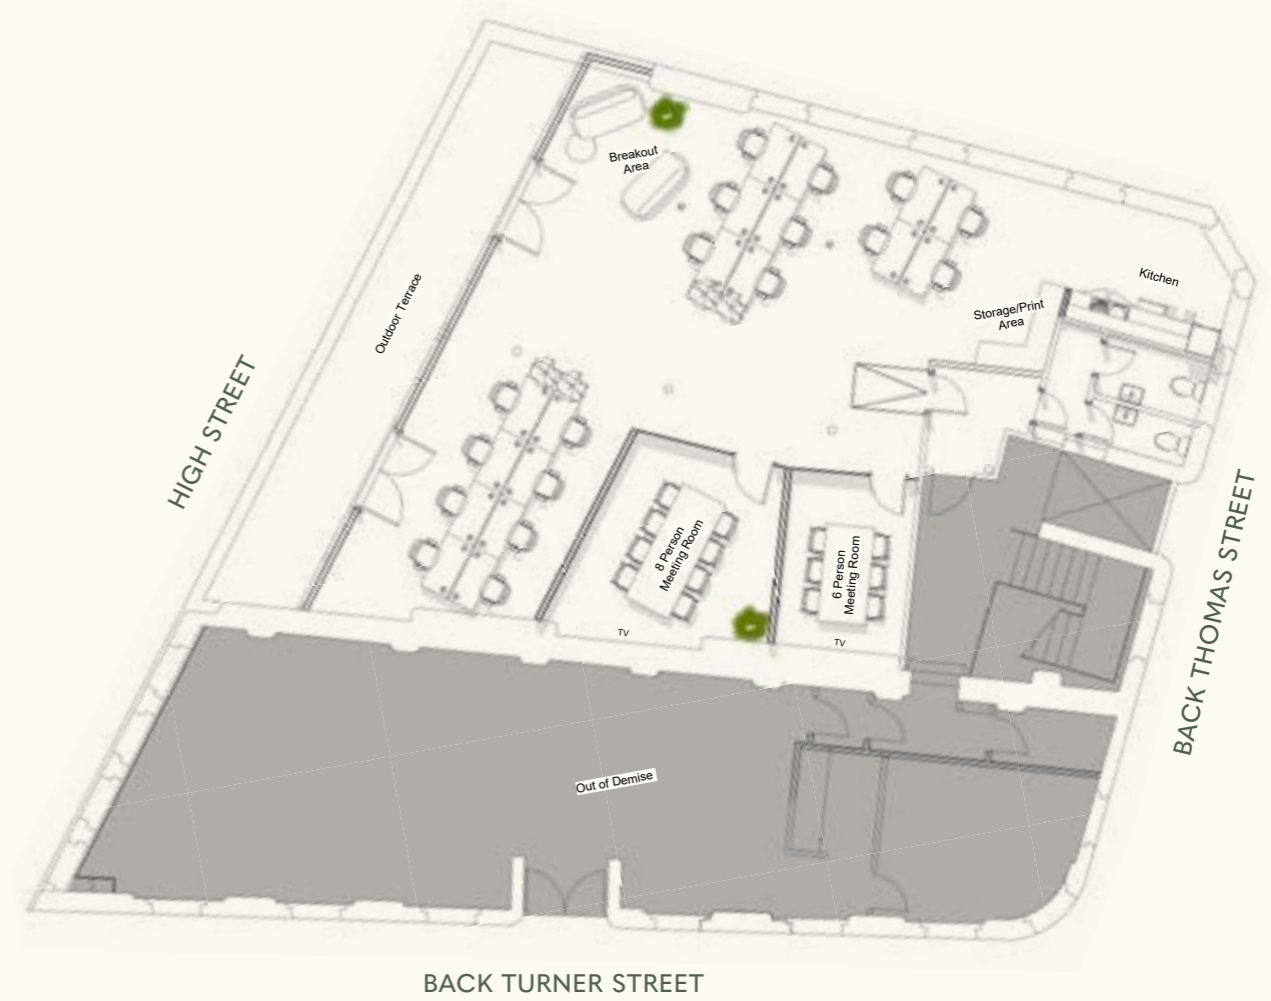 Breakout
Area
Outdoor Terrace
Kitchen
Storage/Print
Area
HIGH STREET
8 Person
Meeting Room
6 Person
Meeting Room
TV
TV
BACK THOMAS STREET
Out of Demise
BACK TURNER STREET